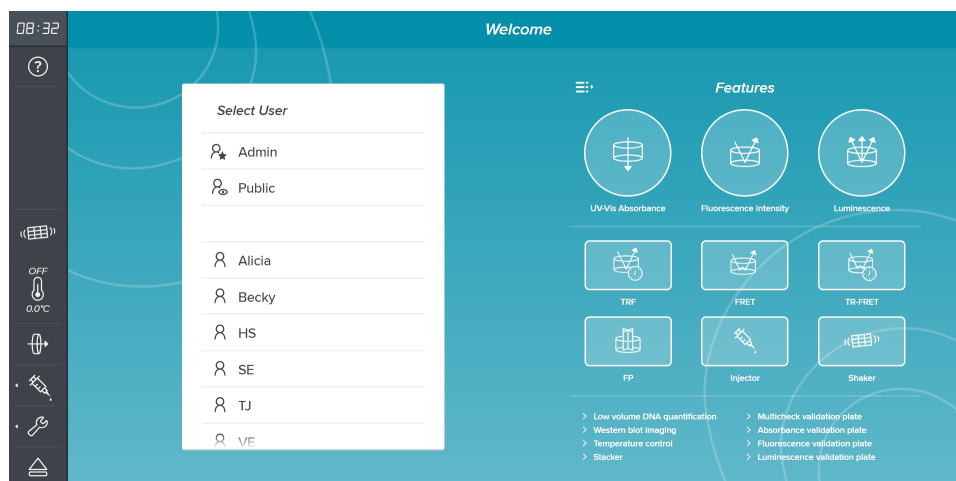 08:32
Welcome
?
OFF
0.0°C
Select User
Admin
Public
Alicia
Becky
HS
SE
TJ
VE
Features
UV-Vis Absorbance
Fluorescence Intensity
Luminescence
TRF
FRET
TR-FRET
FP
Injector
Shaker
> Low volume DNA quantification
> Western blot imaging
> Temperature control
> Stacker
> Multicheck validation plate
> Absorbance validation plate
> Fluorescence validation plate
> Luminescence validation plate